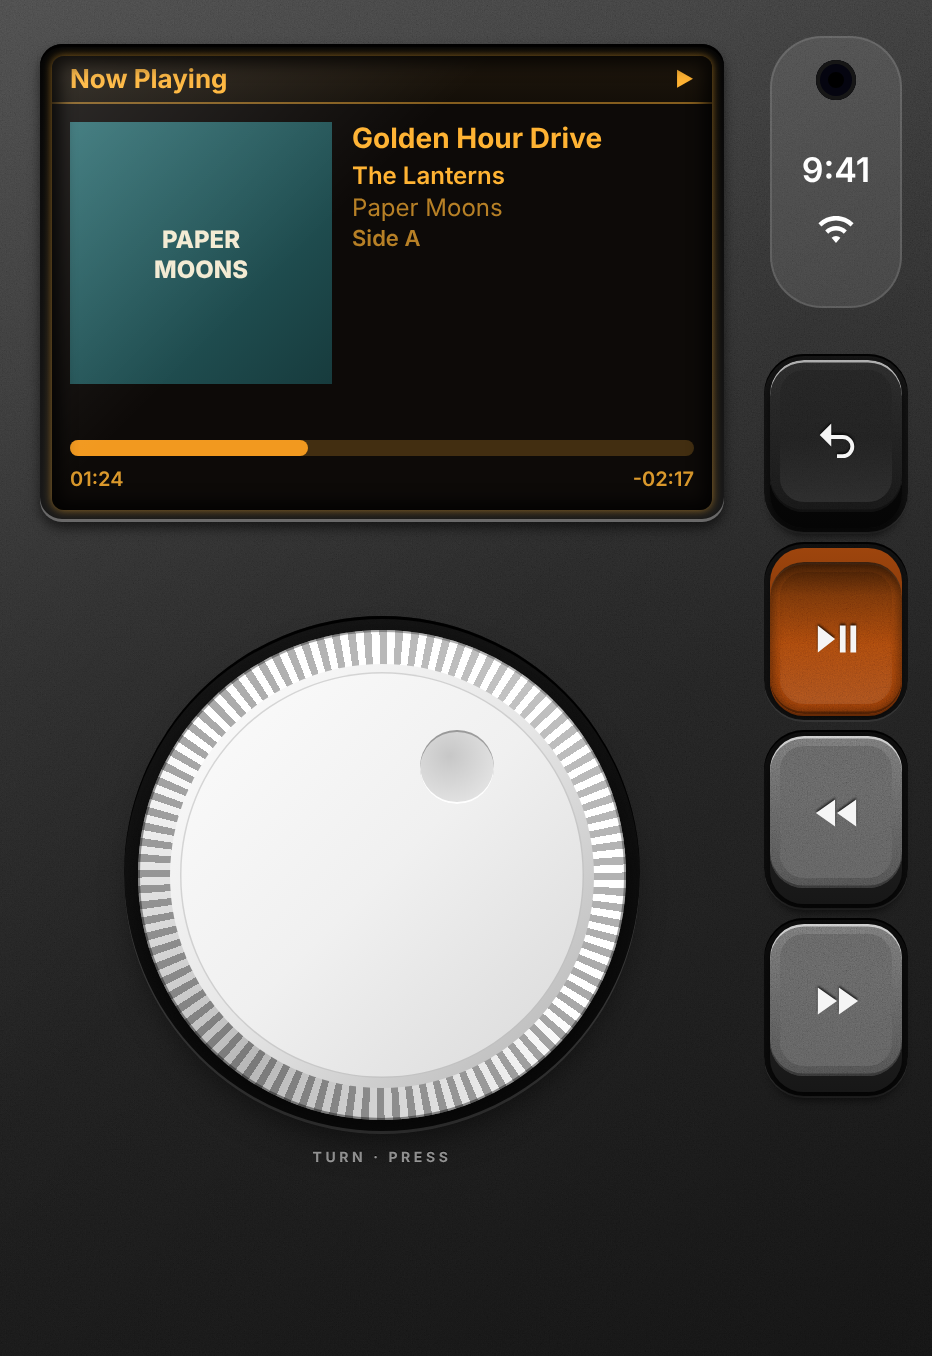 Now Playing
PAPER
MOONS
Golden Hour Drive
The Lanterns
Paper Moons
Side A
01:24
-02:17
9:41
TURN · PRESS